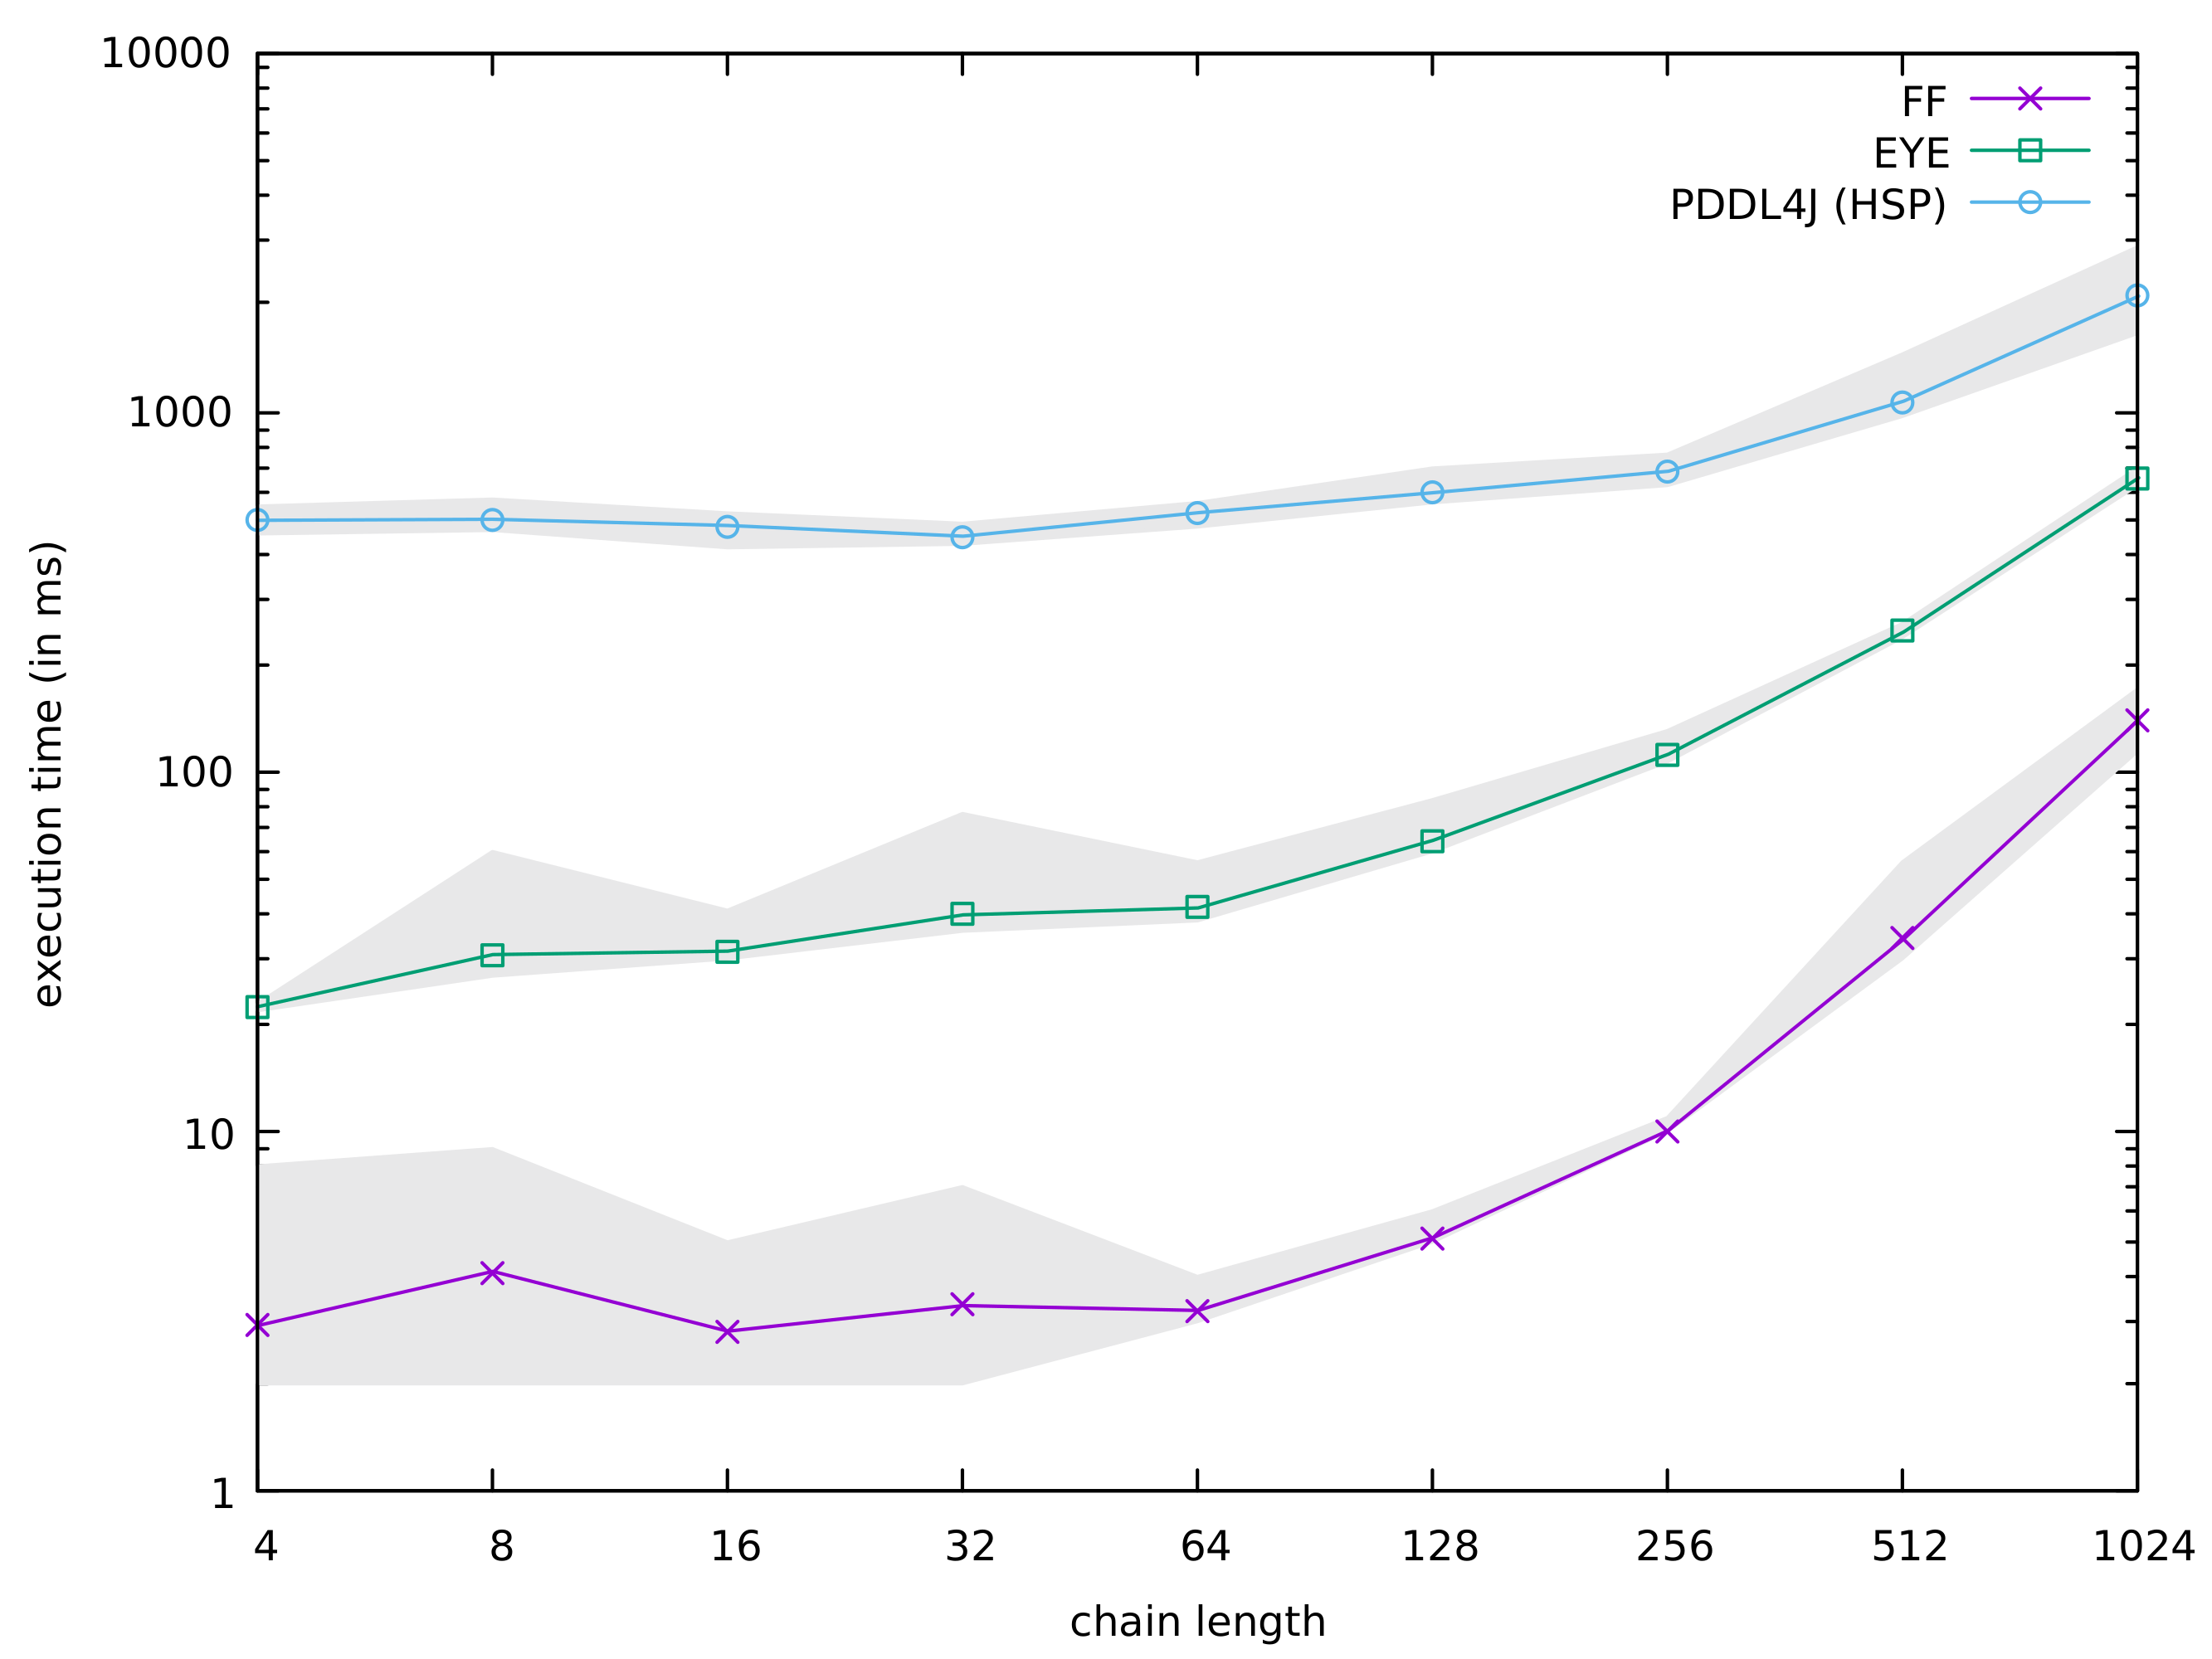 10000
1000
100
10
1
execution time (in ms)
FF
EYE
PDDL4J (HSP)
4 8 16 32 64 128 256 512 1024
chain length